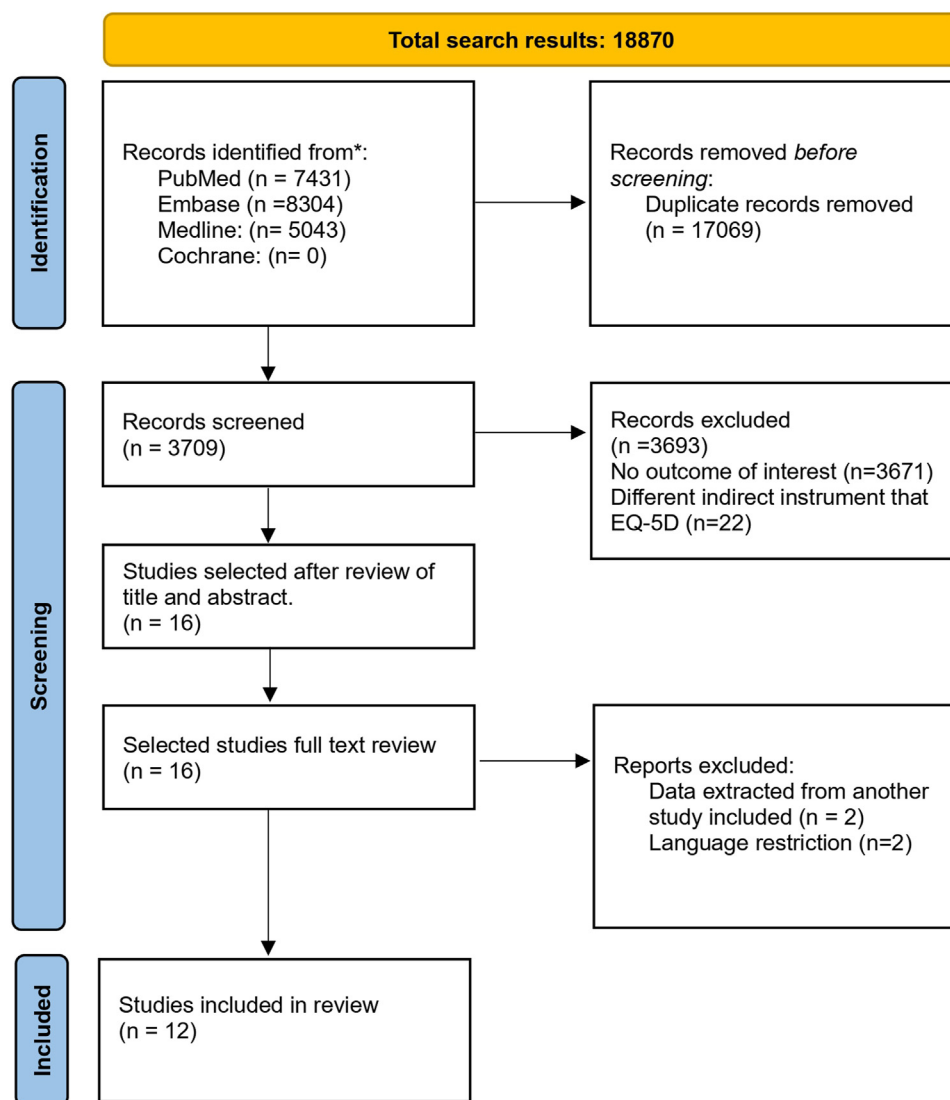 Total search results: 18870
Identification
Records identified from*:
PubMed (n = 7431)
Embase (n =8304)
Medline: (n= 5043)
Cochrane: (n= 0)
Records removed before
screening:
Duplicate records removed
(n = 17069)
Screening
Records screened
(n = 3709)
Records excluded
(n =3693)
No outcome of interest (n=3671)
Different indirect instrument that
EQ-5D (n=22)
Studies selected after review of
title and abstract.
(n = 16)
Selected studies full text review
(n = 16)
Reports excluded:
Data extracted from another
study included (n = 2)
Language restriction (n=2)
Included
Studies included in review
(n = 12)